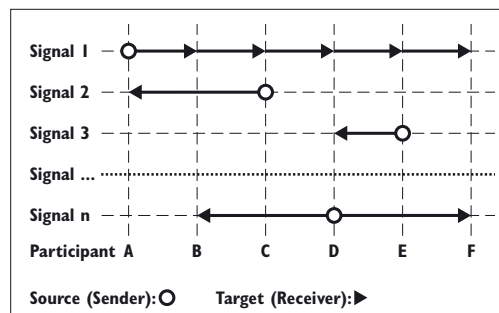 Signal 1
Signal 2
Signal 3
Signal ...
Signal n
Participant A B C D E F
Source (Sender): Target (Receiver):